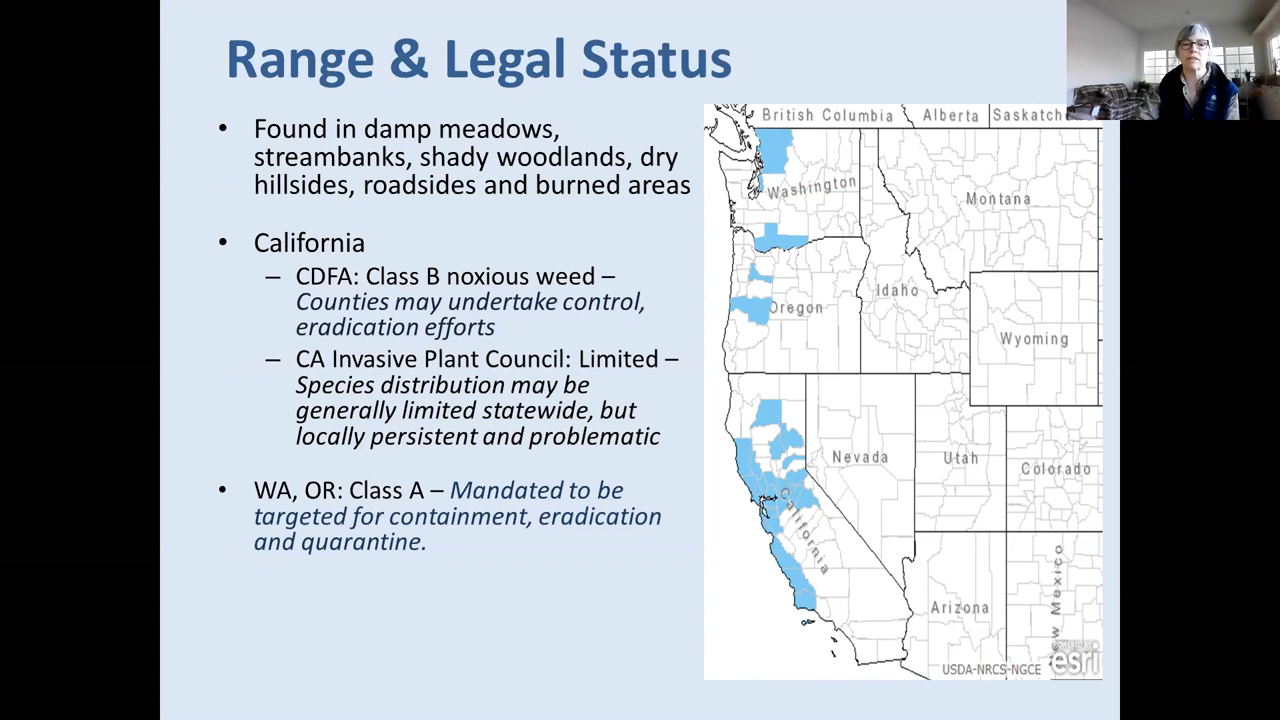 Range & Legal Status
• Found in damp meadows,
streambanks, shady woodlands, dry
hillsides, roadsides and burned areas
• California
– CDFA: Class B noxious weed –
Counties may undertake control,
eradication efforts
– CA Invasive Plant Council: Limited –
Species distribution may be
generally limited statewide, but
locally persistent and problematic
• WA, OR: Class A – Mandated to be
targeted for containment, eradication
and quarantine.
British Columbia
Alberta
Saskatche
Washington
Montana
Oregon
Idaho
Wyoming
Nevada
Utah
Colorado
California
Arizona
New Mexico
esri
USDA-NRCS-NGCE